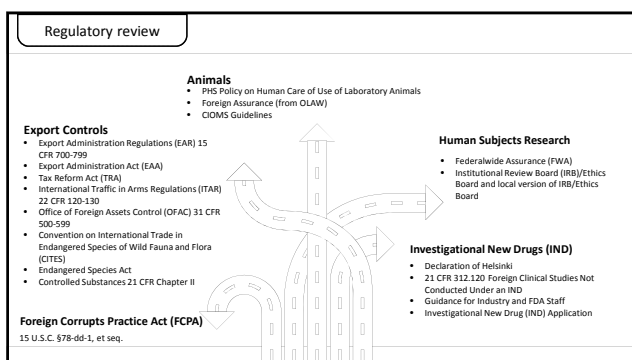 Regulatory review
Animals
• PHS Policy on Human Care of Use of Laboratory Animals
• Foreign Assurance (from OLAW)
• CIOMS Guidelines
Export Controls
• Export Administration Regulations (EAR) 15
CFR 700-799
• Export Administration Act (EAA)
• Tax Reform Act (TRA)
• International Traffic in Arms Regulations (ITAR)
22 CFR 120-130
• Office of Foreign Assets Control (OFAC) 31 CFR
500-599
• Convention on International Trade in
Endangered Species of Wild Fauna and Flora
(CITES)
• Endangered Species Act
• Controlled Substances 21 CFR Chapter II
Foreign Corrupts Practice Act (FCPA)
15 U.S.C. §78-dd-1, et seq.
Human Subjects Research
• Federalwide Assurance (FWA)
• Institutional Review Board (IRB)/Ethics
Board and local version of IRB/Ethics
Board
Investigational New Drugs (IND)
• Declaration of Helsinki
• 21 CFR 312.120 Foreign Clinical Studies Not
Conducted Under an IND
• Guidance for Industry and FDA Staff
• Investigational New Drug (IND) Application